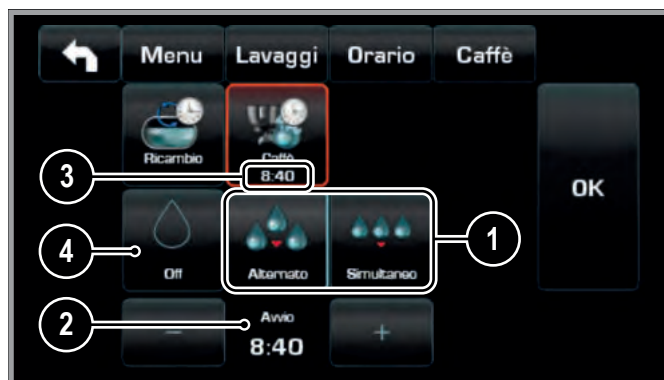 Menu Lavaggi Orario Caffè
Ricambio Caffè
8:40
3
OK
1
4
Off Alternato Simultaneo
2
Avvio
- 8:40 +